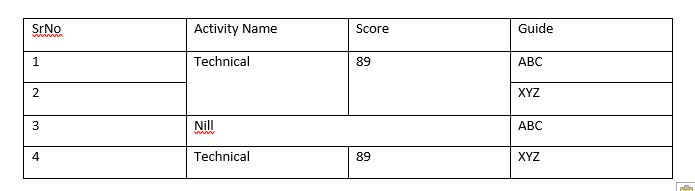 SrNo Activity Name Score Guide
1 Technical 89 ABC
2 XYZ
3 Nill ABC
4 Technical 89 XYZ